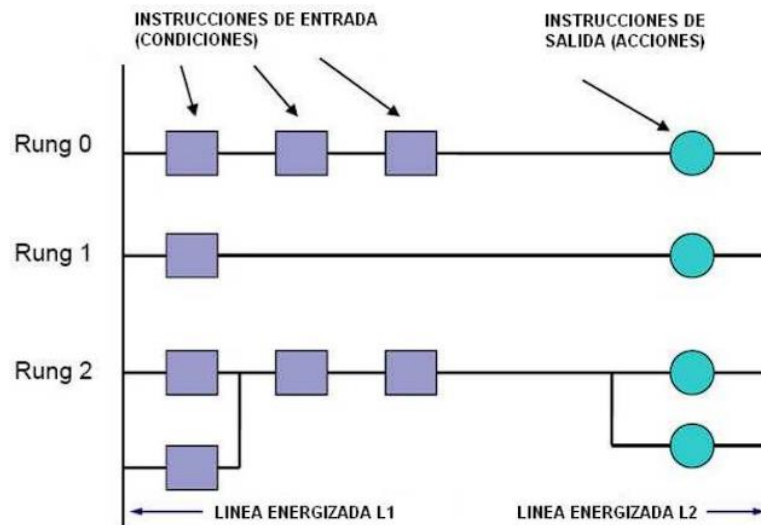 INSTRUCCIONES DE ENTRADA
(CONDICIONES)
INSTRUCCIONES DE
SALIDA (ACCIONES)
Rung 0
Rung 1
Rung 2
LINEA ENERGIZADA L1
LINEA ENERGIZADA L2